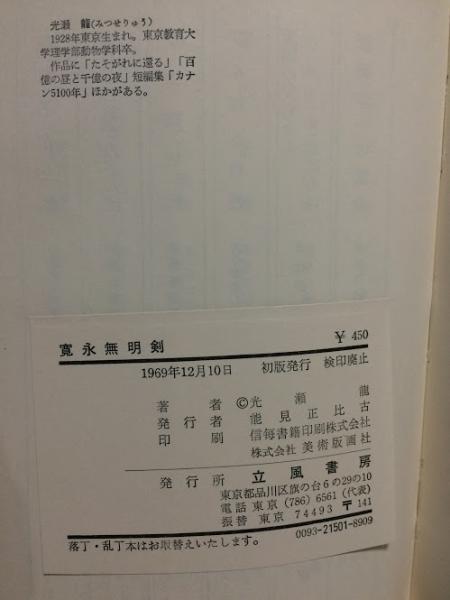 光瀬 龍(みつせりゅう)
1928年東京生まれ。東京教育大
学理学部動物学科卒。
作品に「たそがれに還る」「百
億の昼と千億の夜」短編集「カナ
ン5100年」ほかがある。
寛永無明剣 ¥ 450
1969年12月10日 初版発行 検印廃止
著者 ©光瀬龍
発行者 能見正比古
印刷 信毎書籍印刷株式会社
株式会社 美術版画社
発行所 立風書房
東京都品川区旗の台6の29の10
電話 東京 (786) 6561 (代表)
振替 東京 74493 〒141
0093-21501-8909
落丁・乱丁本はお取替えいたします。